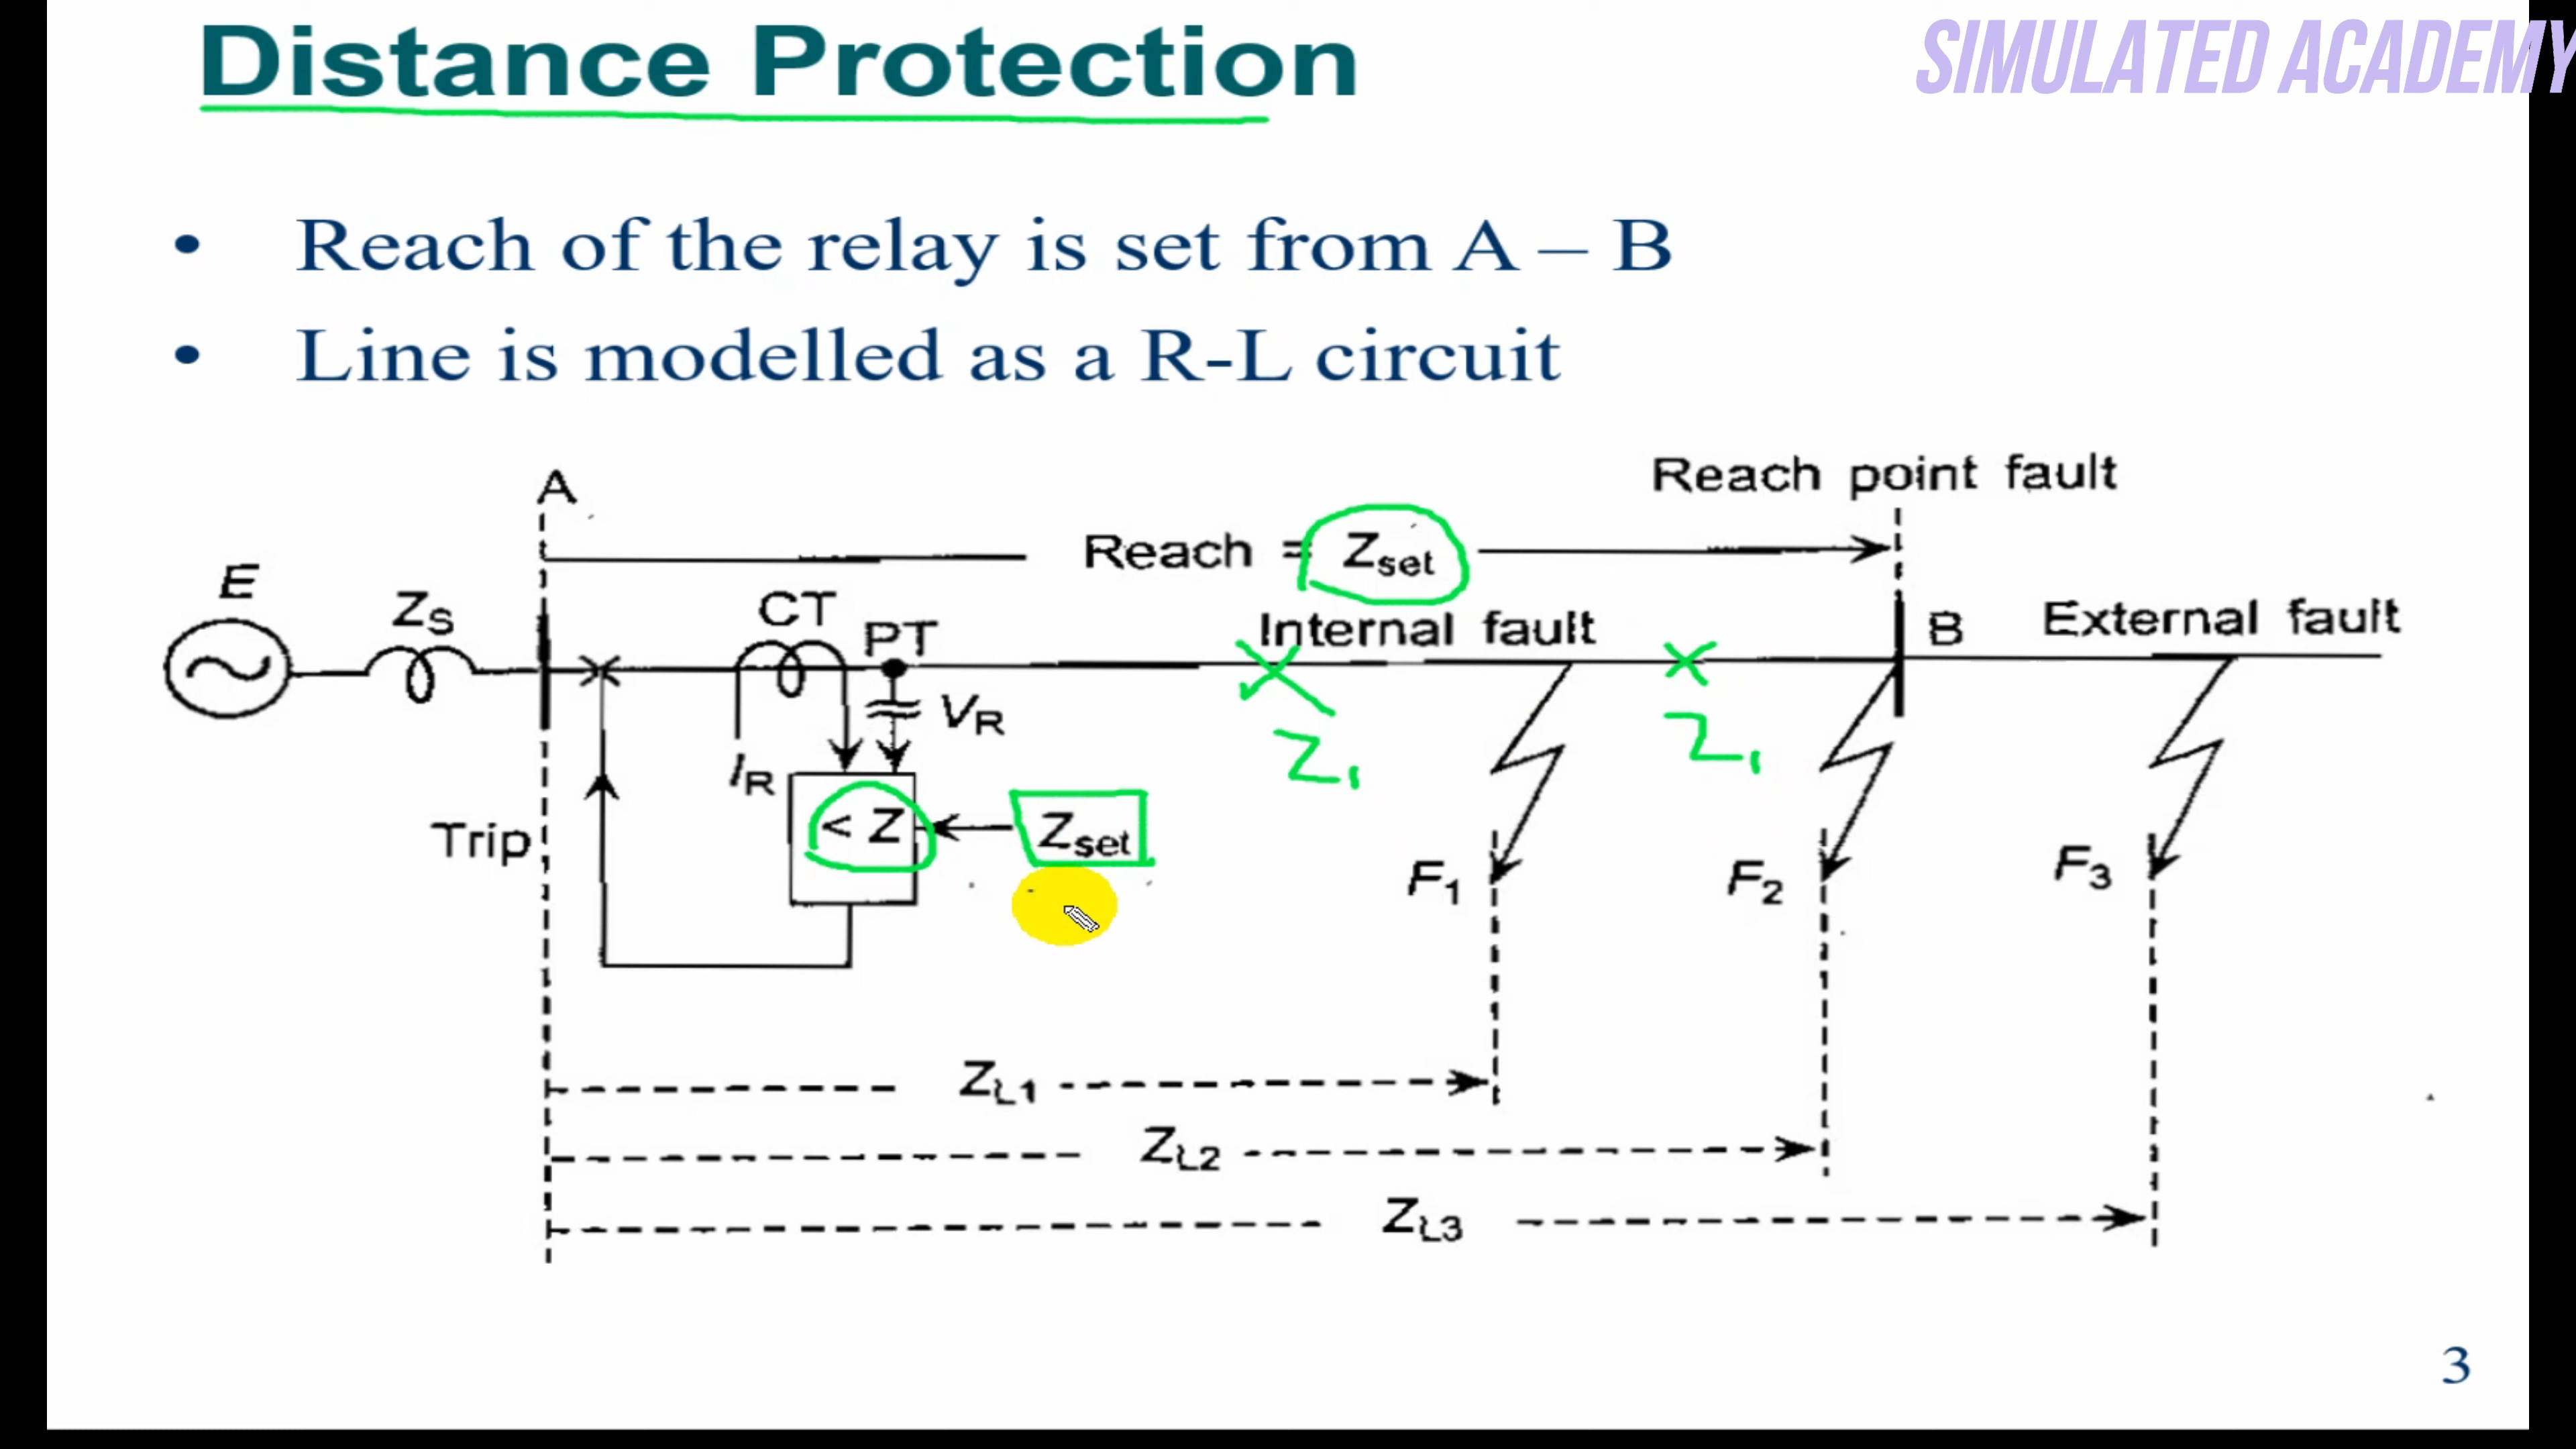 SIMULATED ACADEMY
Distance Protection
• Reach of the relay is set from A – B
• Line is modelled as a R-L circuit
Reach point fault
A
Reach = Zset
E
ZS
CT
PT
Internal fault
B
External fault
VR
IR
Z1
Z1
< Z
Zset
Trip
F1
F2
F3
ZL1
ZL2
ZL3
3